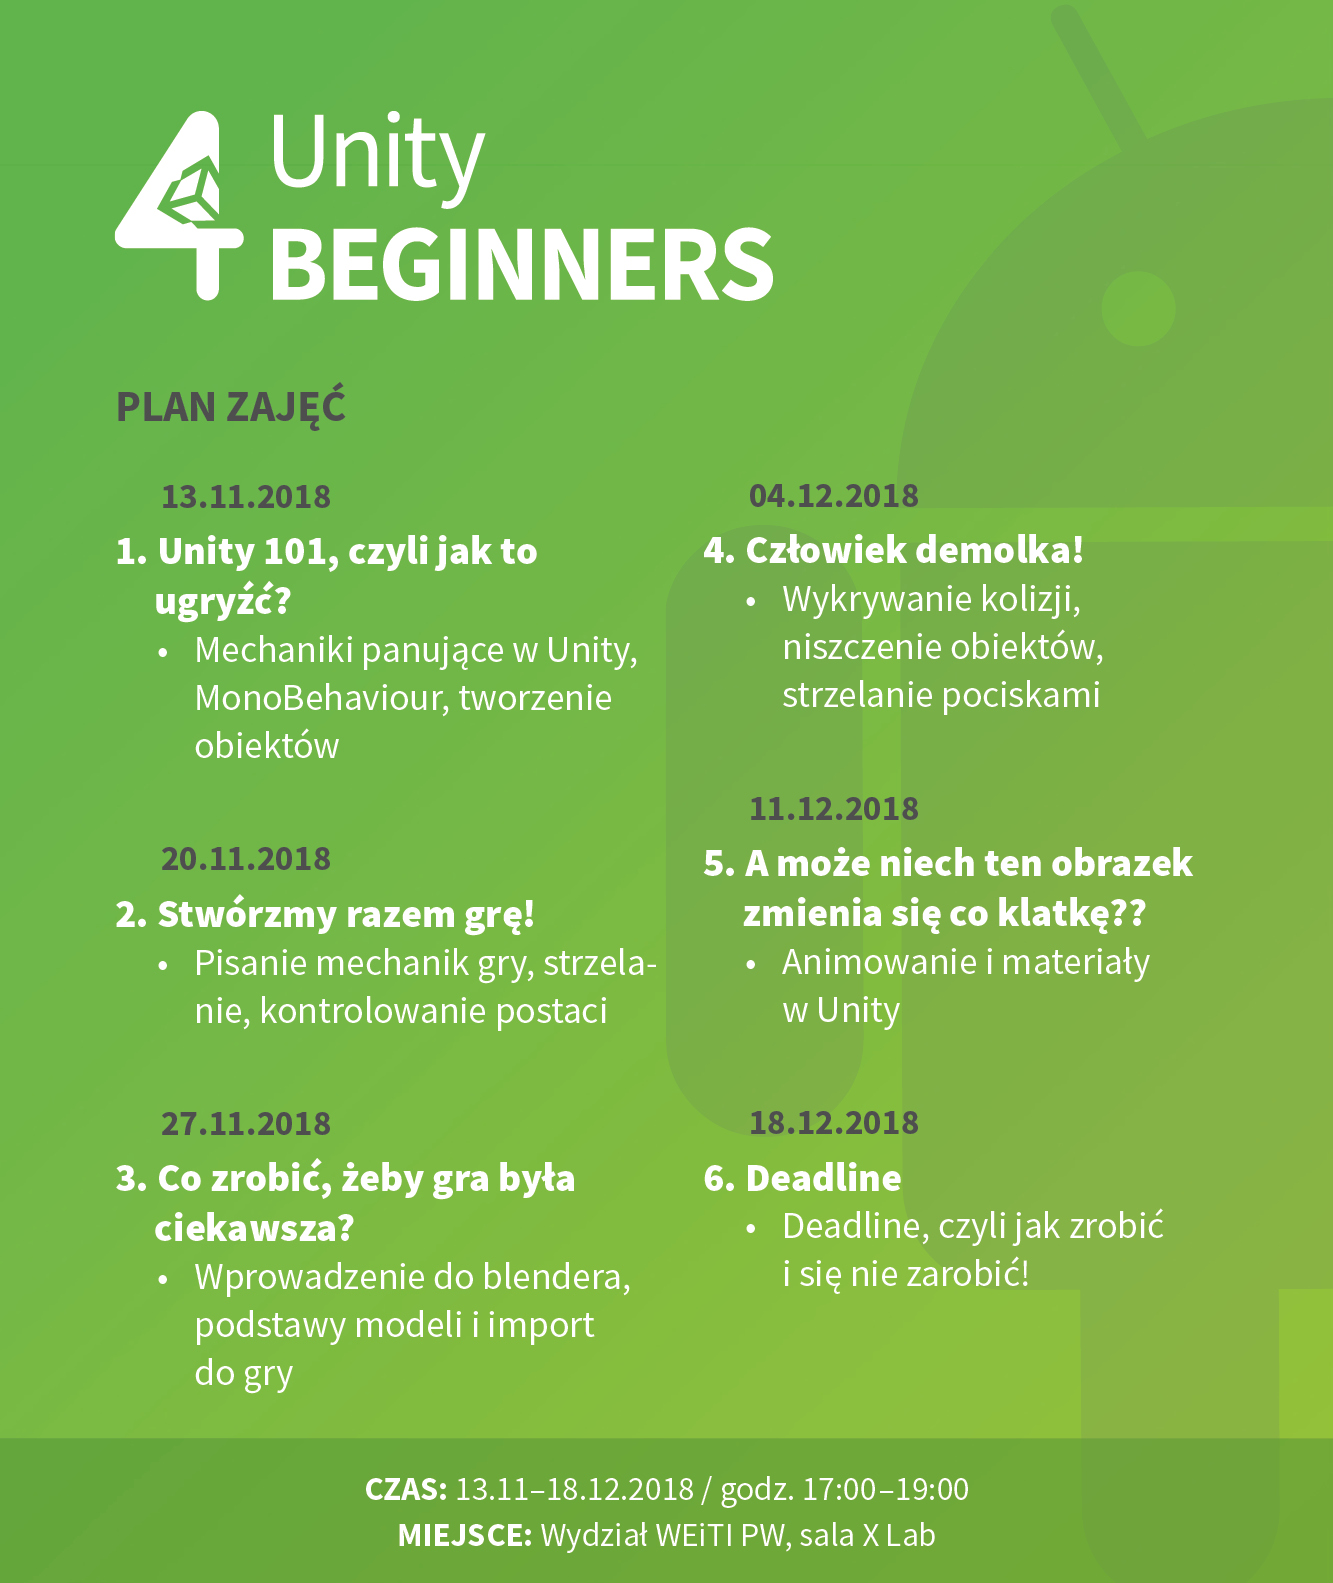 4 Unity
BEGINNERS
PLAN ZAJĘĆ
13.11.2018
1. Unity 101, czyli jak to
ugryźć?
• Mechaniki panujące w Unity,
MonoBehaviour, tworzenie
obiektów
20.11.2018
2. Stwórzmy razem grę!
• Pisanie mechanik gry, strzela-
nie, kontrolowanie postaci
27.11.2018
3. Co zrobić, żeby gra była
ciekawsza?
• Wprowadzenie do blendera,
podstawy modeli i import
do gry
04.12.2018
4. Człowiek demolka!
• Wykrywanie kolizji,
niszczenie obiektów,
strzelanie pociskami
11.12.2018
5. A może niech ten obrazek
zmienia się co klatkę??
• Animowanie i materiały
w Unity
18.12.2018
6. Deadline
• Deadline, czyli jak zrobić
i się nie zarobić!
CZAS: 13.11–18.12.2018 / godz. 17:00–19:00
MIEJSCE: Wydział WEiTI PW, sala X Lab